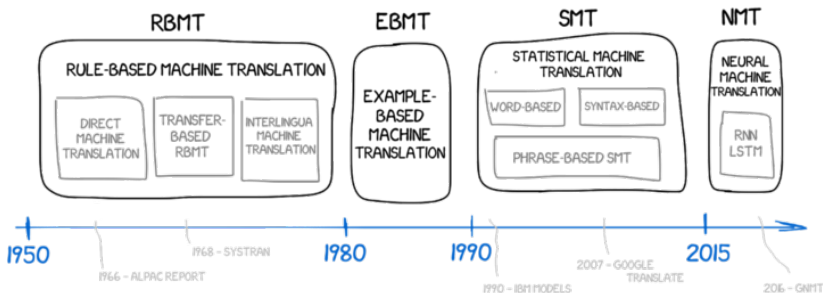 RBMT
EBMT
SMT
NMT
RULE-BASED MACHINE TRANSLATION
DIRECT
MACHINE
TRANSLATION
TRANSFER-
BASED
RBMT
INTERLINGUA
MACHINE
TRANSLATION
EXAMPLE-
BASED
MACHINE
TRANSLATION
STATISTICAL MACHINE
TRANSLATION
WORD-BASED
SYNTAX-BASED
PHRASE-BASED SMT
NEURAL
MACHINE
TRANSLATION
RNN
LSTM
1950
1980
1990
2015
1966 - ALPAC REPORT
1968 - SYSTRAN
1990 - IBM MODELS
2007 - GOOGLE
TRANSLATE
2016 - GNMT